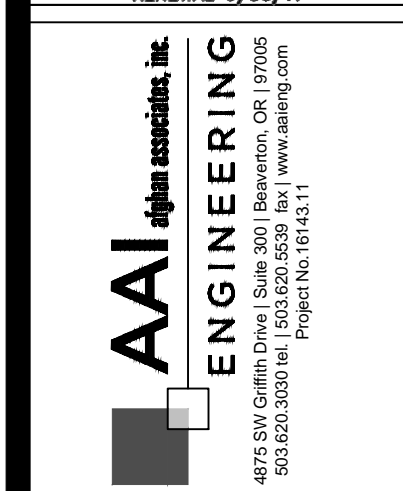 AAI afghan associates, inc.
ENGINEERING
4875 SW Griffith Drive | Suite 300 | Beaverton, OR | 97005
503.620.3030 tel. | 503.620.5539 fax | www.aaieng.com
Project No.16143.11